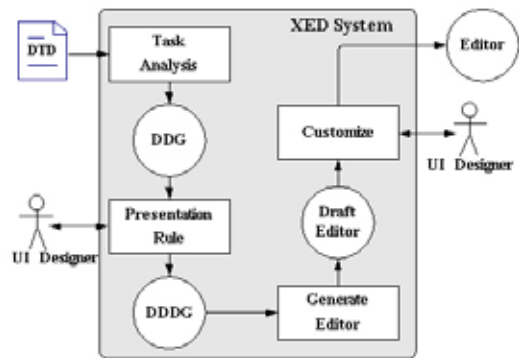 XED System
DTD
Task
Analysis
DDG
UI Designer
Presentation
Rule
DDDG
Generate
Editor
Draft
Editor
Customize
UI Designer
Editor